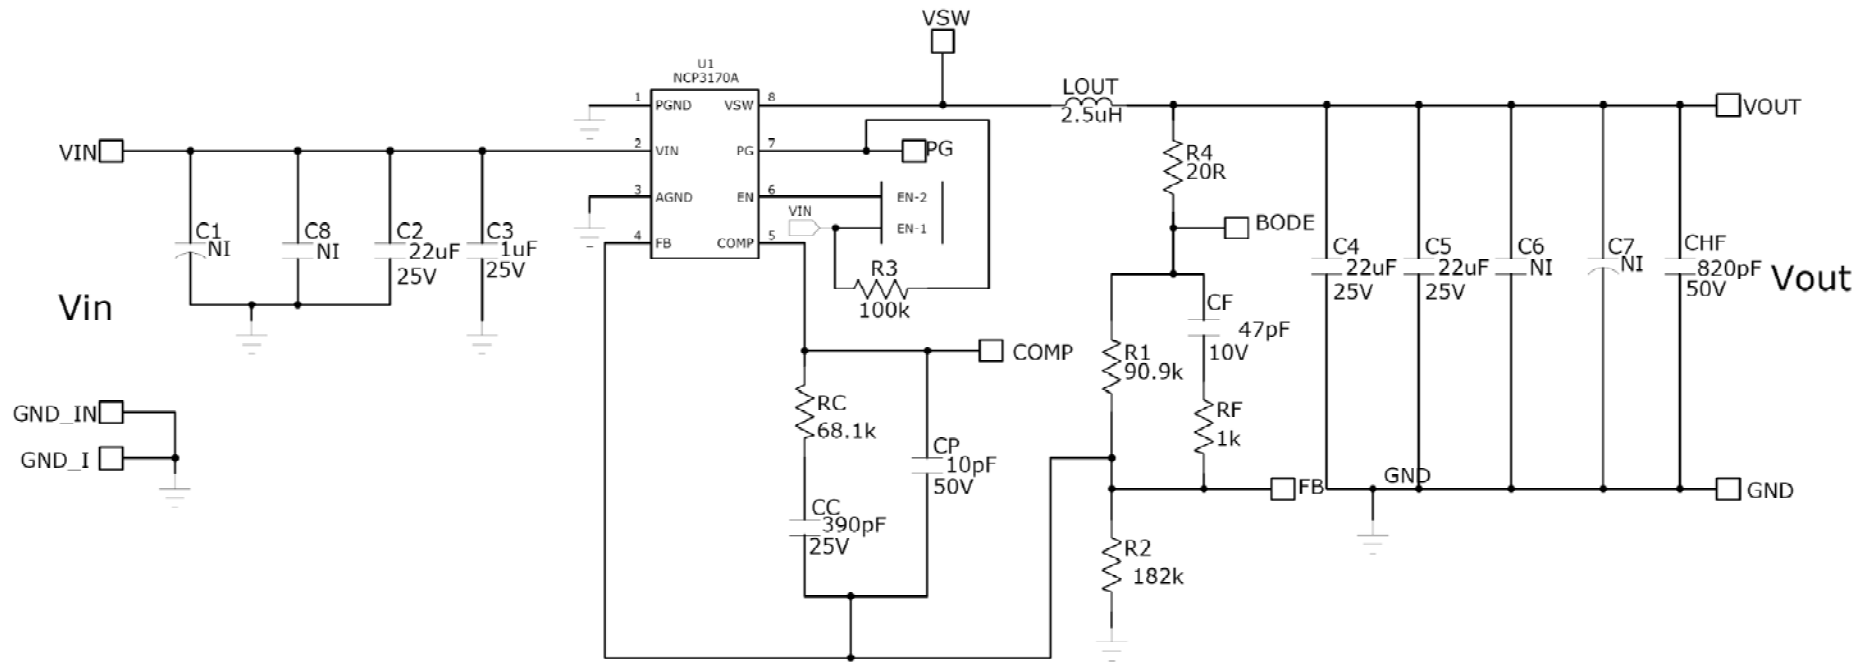 VSW
U1
NCP3170A
1
PGND
VSW
8
LOUT
2.5uH
VOUT
VIN
2
VIN
PG
7
PG
R4
20R
3
AGND
EN
6
EN-2
VIN
EN-1
BODE
4
FB
COMP
5
C1
NI
C8
NI
C2
22uF
25V
C3
1uF
25V
R3
100k
C4
22uF
25V
C5
22uF
25V
C6
NI
C7
NI
CHF
820pF
50V
Vin
Vout
CF
47pF
10V
COMP
R1
90.9k
GND_IN
RC
68.1k
RF
1k
GND_I
CP
10pF
50V
GND
FB
GND
CC
390pF
25V
R2
182k